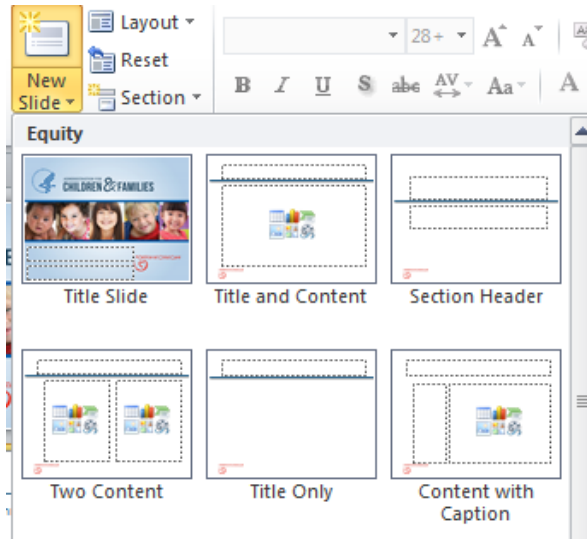 Layout
Reset
New
Slide
Section
28+ A A
B I U S abc AV Aa A
Equity
CHILDREN & FAMILIES
Title Slide
Title and Content
Section Header
Two Content
Title Only
Content with
Caption